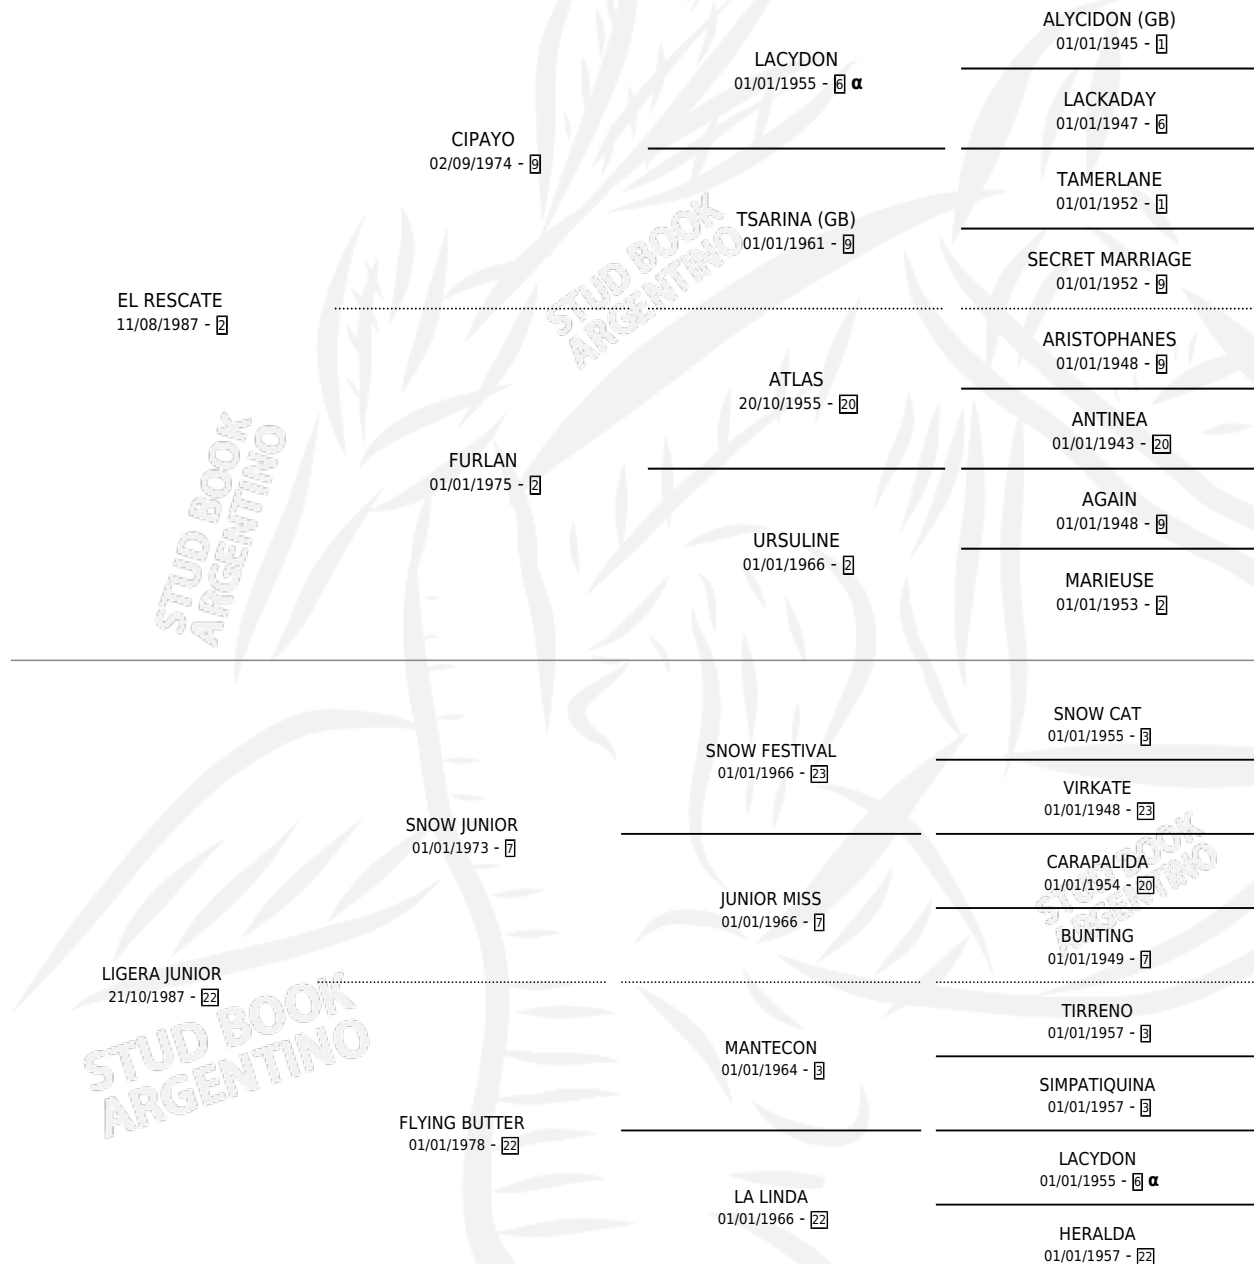 ALYCIDON (GB)
01/01/1945 - 1
LACYDON
01/01/1955 - 6 α
LACKADAY
01/01/1947 - 6
CIPAYO
02/09/1974 - 9
TAMERLANE
01/01/1952 - 1
TSARINA (GB)
01/01/1961 - 9
SECRET MARRIAGE
01/01/1952 - 9
EL RESCATE
11/08/1987 - 2
STUD BOOK
ARGENTINO
ARISTOPHANES
01/01/1948 - 9
ATLAS
20/10/1955 - 20
ANTINEA
01/01/1943 - 20
FURLAN
01/01/1975 - 2
AGAIN
01/01/1948 - 9
URSULINE
01/01/1966 - 2
MARIEUSE
01/01/1953 - 2
STUD BOOK
ARGENTINO
SNOW CAT
01/01/1955 - 3
SNOW FESTIVAL
01/01/1966 - 23
VIRKATE
01/01/1948 - 23
SNOW JUNIOR
01/01/1973 - 7
CARAPALIDA
01/01/1954 - 20
JUNIOR MISS
01/01/1966 - 7
BUNTING
01/01/1949 - 7
STUD BOOK
ARGENTINO
LIGERA JUNIOR
21/10/1987 - 22
TIRRENO
01/01/1957 - 3
MANTECON
01/01/1964 - 3
SIMPATIQUINA
01/01/1957 - 3
STUD BOOK
ARGENTINO
FLYING BUTTER
01/01/1978 - 22
LACYDON
01/01/1955 - 6 α
LA LINDA
01/01/1966 - 22
HERALDA
01/01/1957 - 22